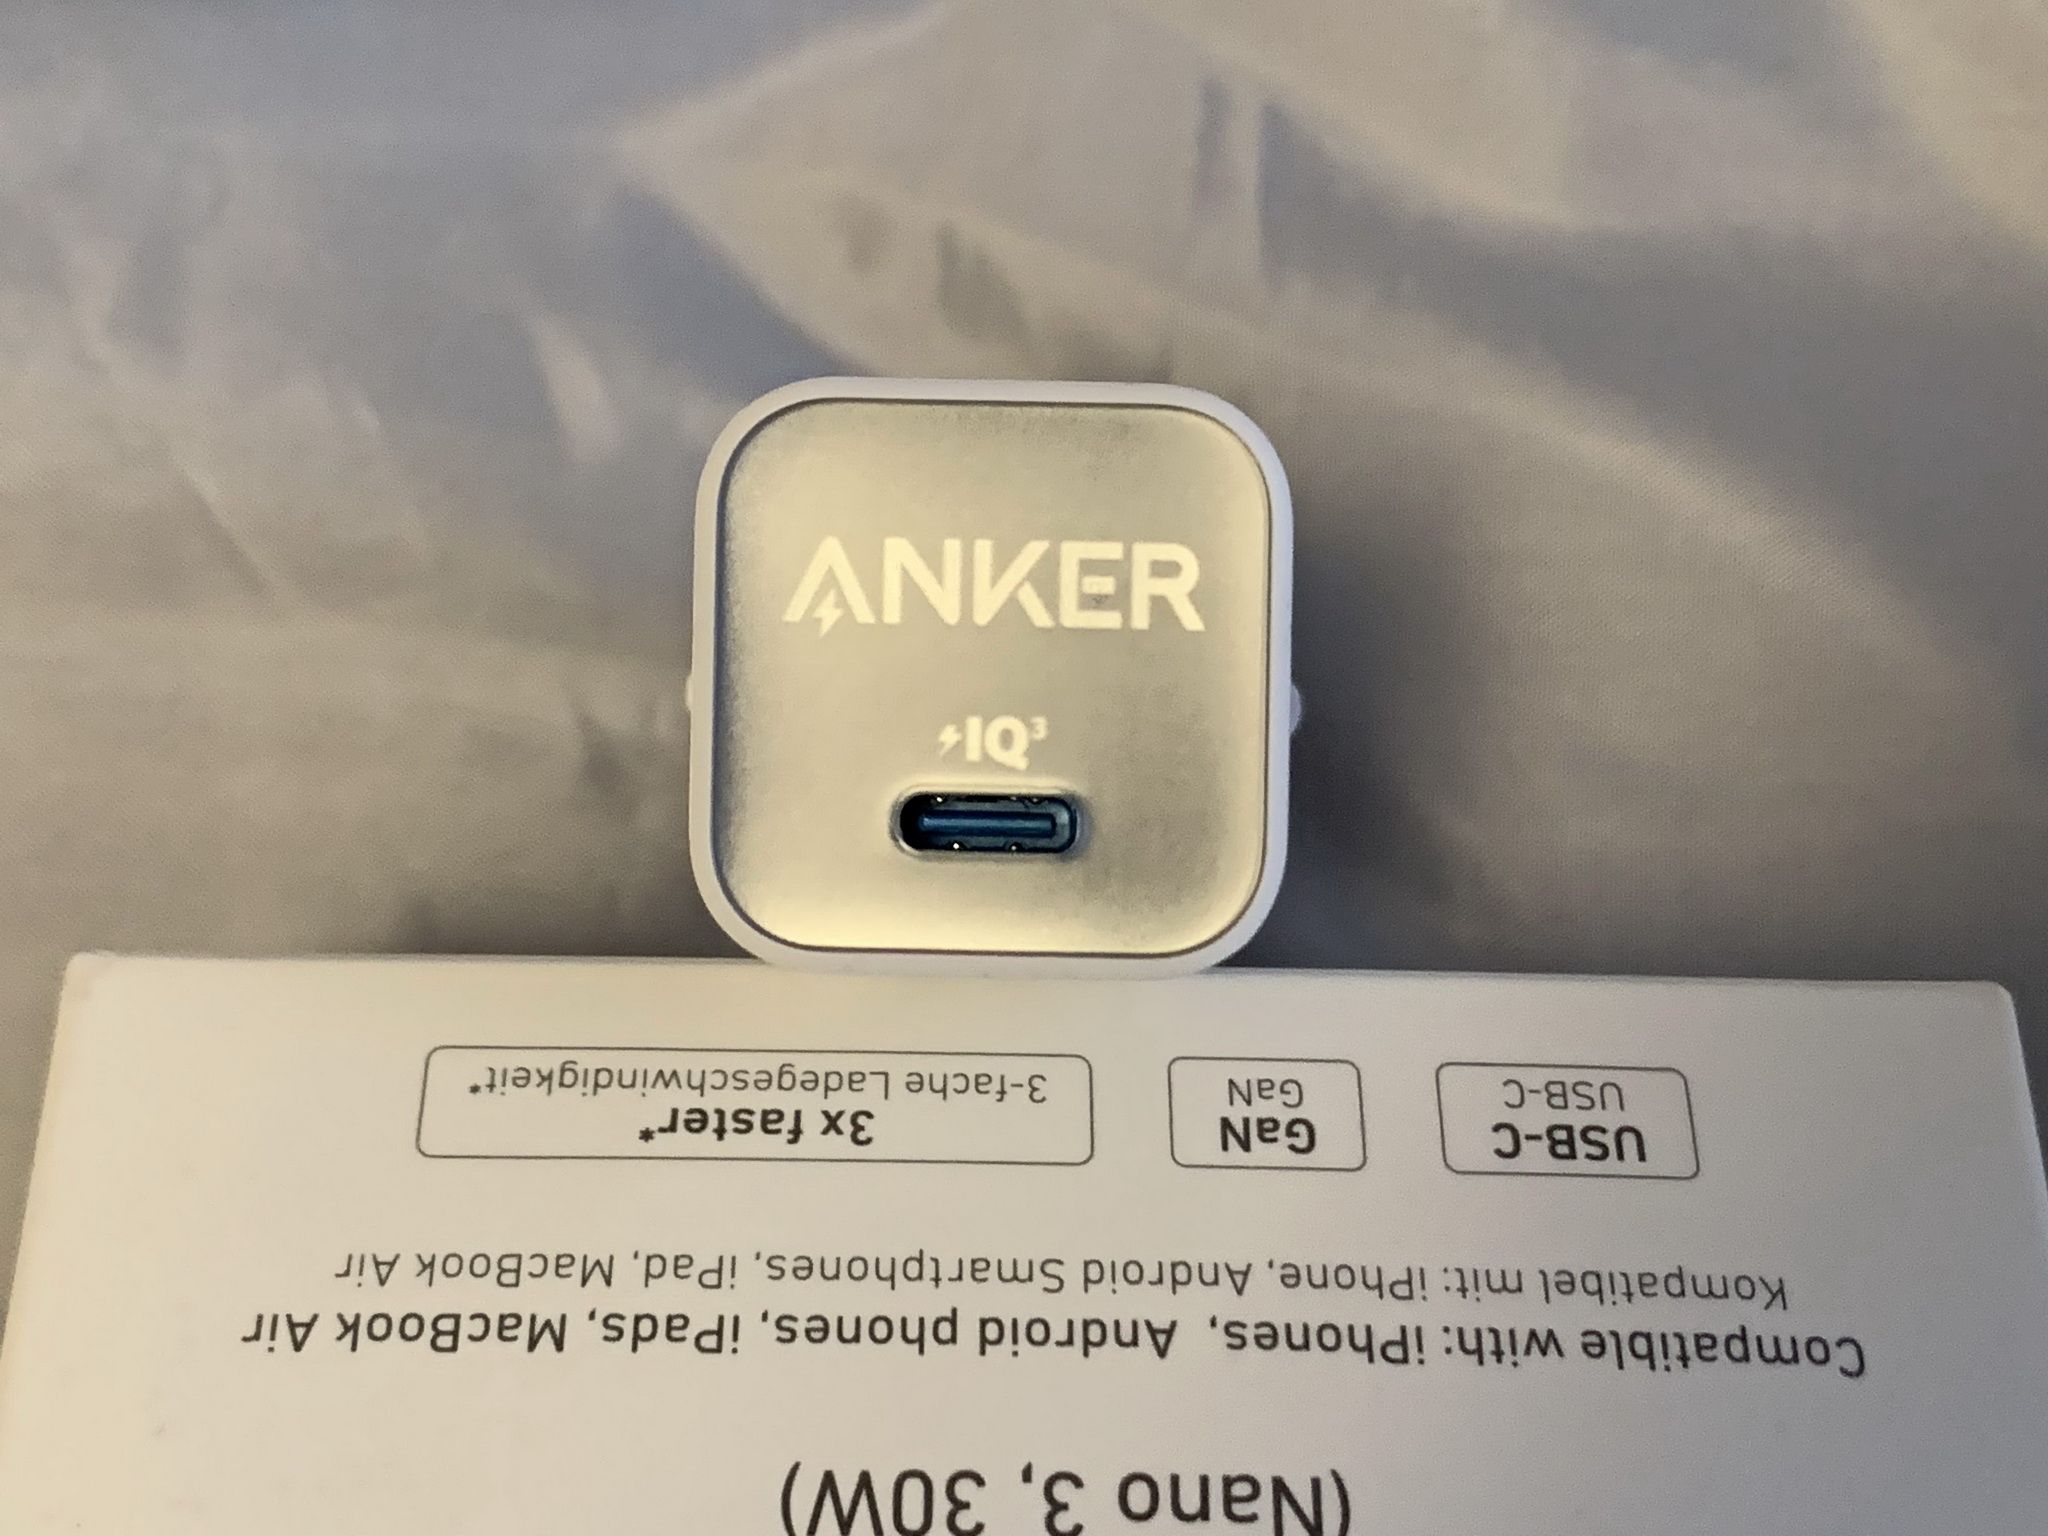 ANKER
IQ³
(Nano 3, 30W)
Compatible with: iPhones, Android phones, iPads, MacBook Air
Kompatibel mit: iPhone, Android Smartphones, iPad, MacBook Air
USB-C
USB-C
GaN
GaN
3x faster*
3-fache Ladegeschwindigkeit*